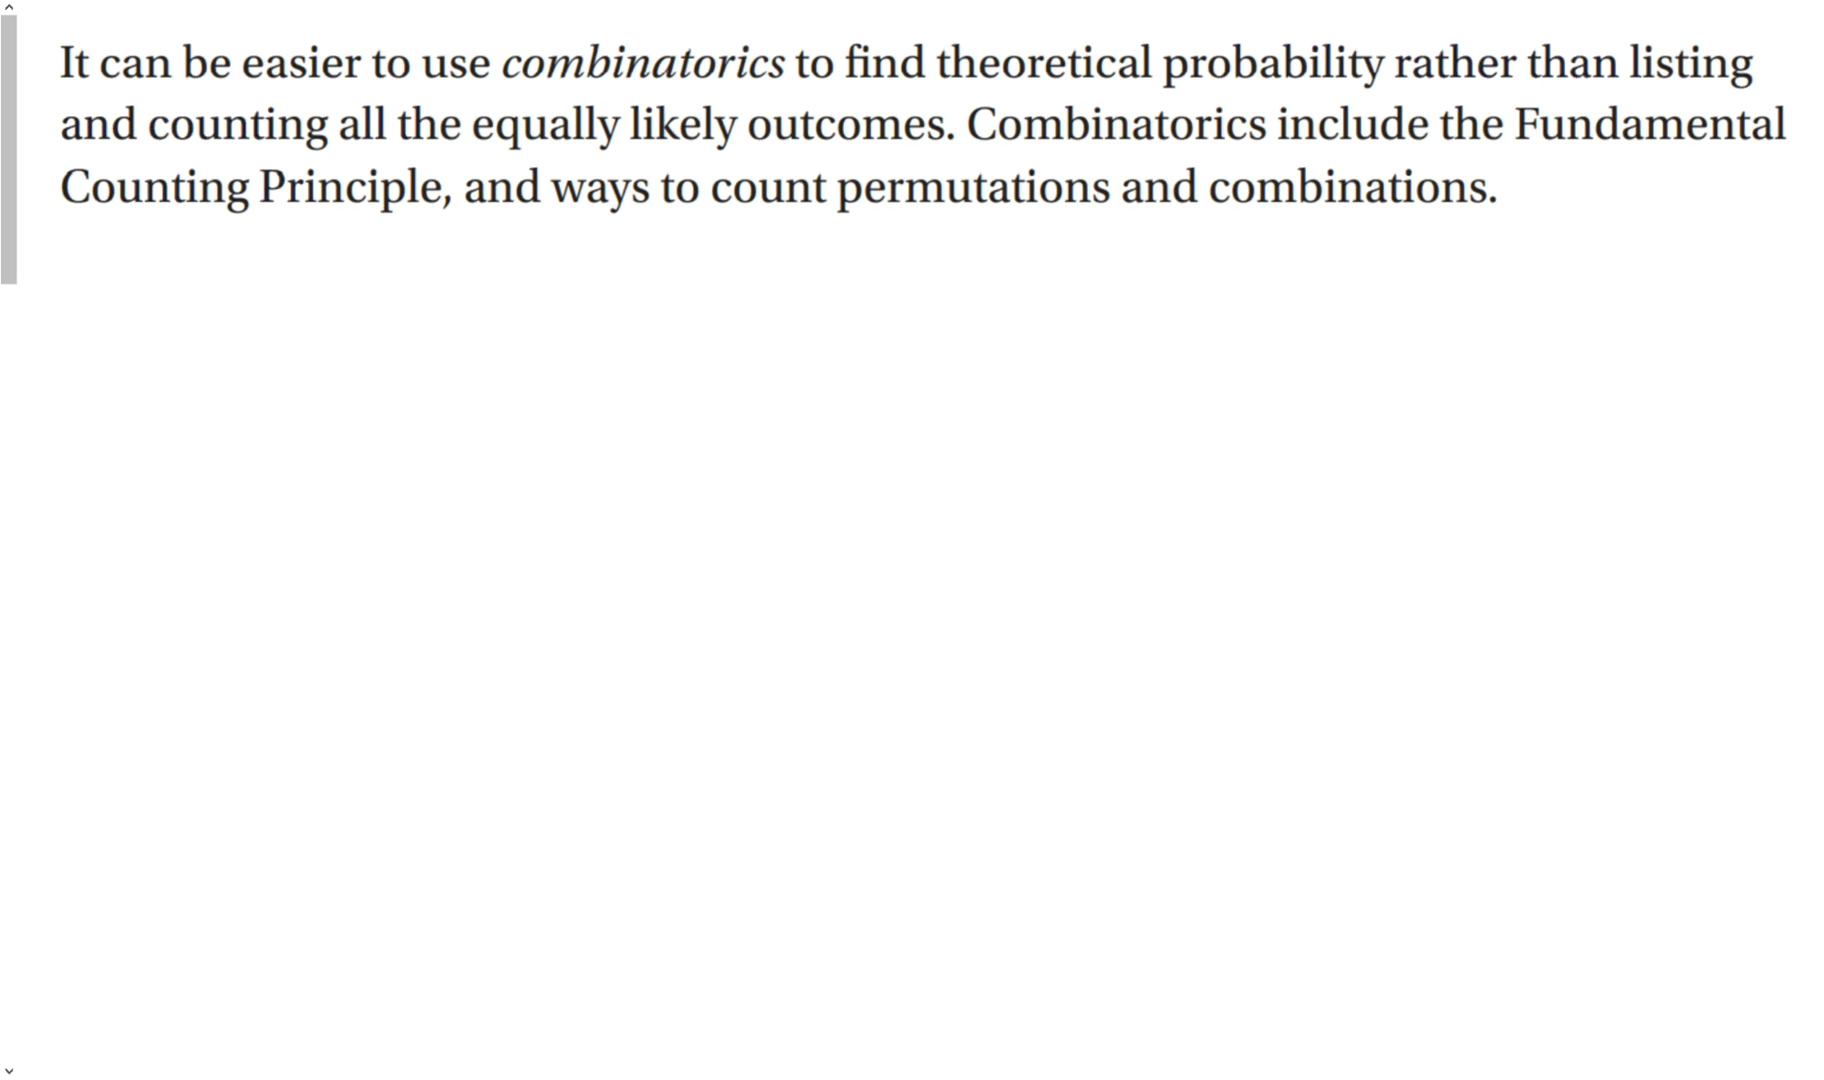 It can be easier to use combinatorics to find theoretical probability rather than listing
and counting all the equally likely outcomes. Combinatorics include the Fundamental
Counting Principle, and ways to count permutations and combinations.